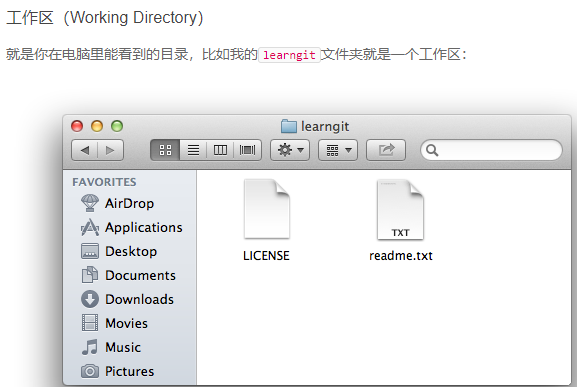 工作区（Working Directory）
就是你在电脑里能看到的目录，比如我的learngit文件夹就是一个工作区：
learngit
FAVORITES
AirDrop
Applications
Desktop
Documents
Downloads
Movies
Music
Pictures
TXT
LICENSE
readme.txt